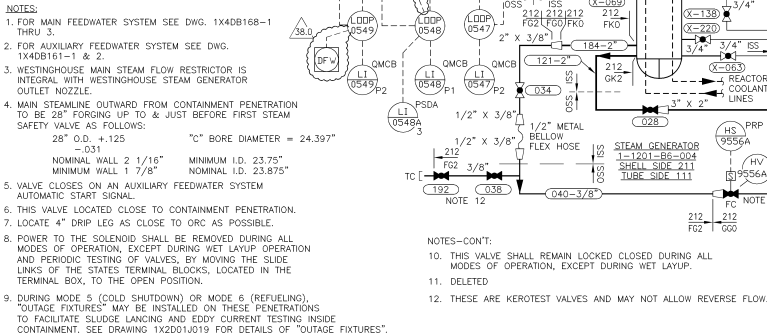 NOTES:
1. FOR MAIN FEEDWATER SYSTEM SEE DWG. 1X4DB168-1
THRU 3.
2. FOR AUXILIARY FEEDWATER SYSTEM SEE DWG.
1X4DB161-1 & 2.
3. WESTINGHOUSE MAIN STEAM FLOW RESTRICTOR IS
INTEGRAL WITH WESTINGHOUSE STEAM GENERATOR
OUTLET NOZZLE.
4. MAIN STEAMLINE OUTWARD FROM CONTAINMENT PENETRATION
TO BE 28" FORGING UP TO & JUST BEFORE FIRST STEAM
SAFETY VALVE AS FOLLOWS:
28" O.D. +.125 "C" BORE DIAMETER = 24.397"
-.031
NOMINAL WALL 2 1/16" MINIMUM I.D. 23.75"
MINIMUM WALL 1 7/8" NOMINAL I.D. 23.875"
5. VALVE CLOSES ON AN AUXILIARY FEEDWATER SYSTEM
AUTOMATIC START SIGNAL.
6. THIS VALVE LOCATED CLOSE TO CONTAINMENT PENETRATION.
7. LOCATE 4" DRIP LEG AS CLOSE TO ORC AS POSSIBLE.
8. POWER TO THE SOLENOID SHALL BE REMOVED DURING ALL
MODES OF OPERATION, EXCEPT DURING WET LAYUP OPERATION
AND PERIODIC TESTING OF VALVES, BY MOVING THE SLIDE
LINKS OF THE STATES TERMINAL BLOCKS, LOCATED IN THE
TERMINAL BOX, TO THE OPEN POSITION.
9. DURING MODE 5 (COLD SHUTDOWN) OR MODE 6 (REFUELING),
"OUTAGE FIXTURES" MAY BE INSTALLED ON THESE PENETRATIONS
TO FACILITATE SLUDGE LANCING AND EDDY CURRENT TESTING INSIDE
CONTAINMENT. SEE DRAWING 1X2D01J019 FOR DETAILS OF "OUTAGE FIXTURES".
38.0
LOOP
0549
LOOP
0548
LOOP
0547
DFW
QMCB
LI
0549
P2
QMCB
LI
0548
P1
QMCB
LI
0547
P2
PSDA
LI
0548A
3
OSS ISS
212 212 FK0
FG2 FG0 FK0
X-069
212
FK0
X-138
3/4"
X-220
3/4" 3/4" ISS
X-063
2" X 3/8"
184-2"
121-2"
212
GK2
REACTOR
COOLANT
LINES
034
OSS ISS
3" X 2"
028
1/2" X 3/8"
1/2" X 3/8"
1/2" METAL
BELLOW
FLEX HOSE
STEAM GENERATOR
1-1201-B6-004
SHELL SIDE 211
TUBE SIDE 111
HS
9556A
PRP
HV
9556A
S
FC
NOTE
212
FG2
TC
3/8"
192
038
NOTE 12
OSS ISS
040-3/8"
212 212
FG2 GG0
NOTES-CON'T:
10. THIS VALVE SHALL REMAIN LOCKED CLOSED DURING ALL
MODES OF OPERATION, EXCEPT DURING WET LAYUP.
11. DELETED
12. THESE ARE KEROTEST VALVES AND MAY NOT ALLOW REVERSE FLOW.